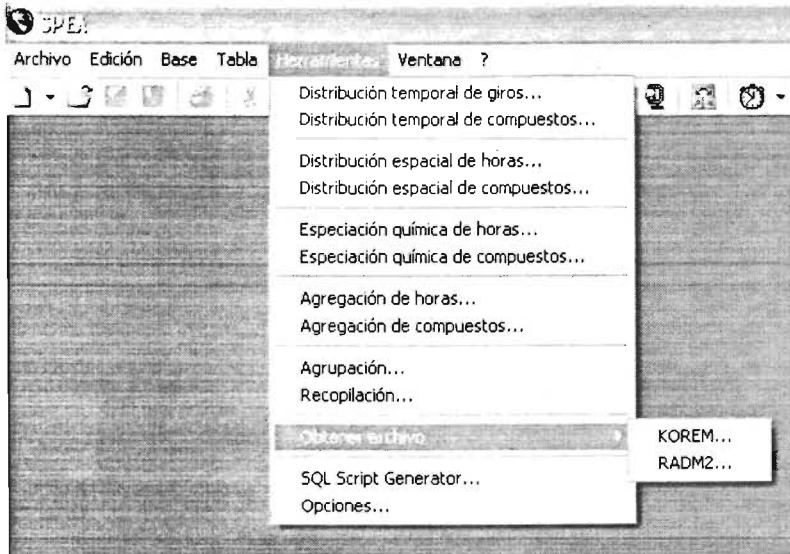 SPEA
Archivo Edición Base Tabla Herramientas Ventana ?
Distribución temporal de giros...
Distribución temporal de compuestos...
Distribución espacial de horas...
Distribución espacial de compuestos...
Especiación química de horas...
Especiación química de compuestos...
Agregación de horas...
Agregación de compuestos...
Agrupación...
Recopilación...
Obtener archivo
KOREM...
RADM2...
SQL Script Generator...
Opciones...